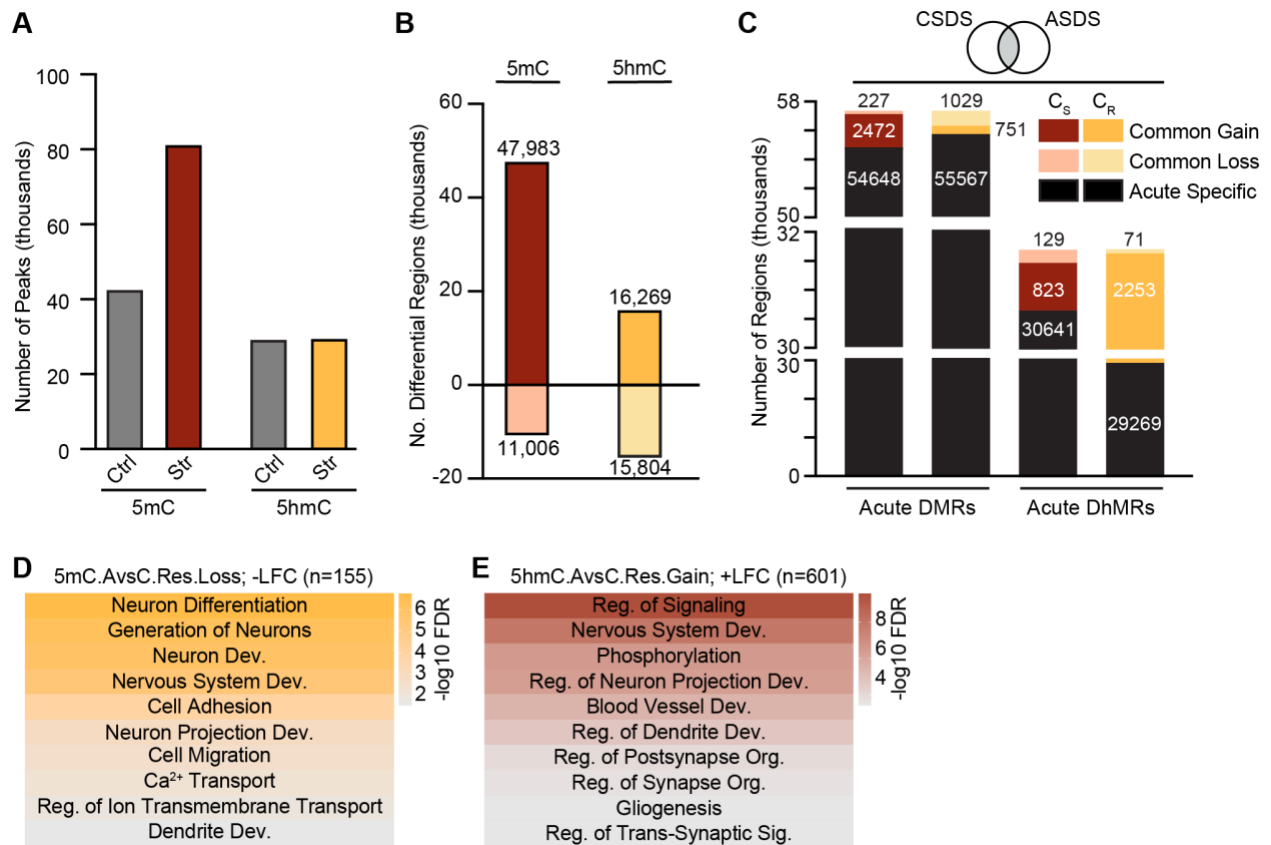 A
Number of Peaks (thousands)
100
80
60
40
20
0
Ctrl
Str
Ctrl
Str
5mC
5hmC
B
5mC
5hmC
No. Differential Regions (thousands)
60
40
20
0
-20
47,983
16,269
11,006
15,804
C
CSDS
ASDS
Number of Regions (thousands)
58
50
32
30
30
0
227
1029
2472
751
54648
55567
129
71
823
2253
30641
29269
CS CR
Common Gain
Common Loss
Acute Specific
Acute DMRs
Acute DhMRs
D
5mC.AvsC.Res.Loss; -LFC (n=155)
Neuron Differentiation
Generation of Neurons
Neuron Dev.
Nervous System Dev.
Cell Adhesion
Neuron Projection Dev.
Cell Migration
Ca2+ Transport
Reg. of Ion Transmembrane Transport
Dendrite Dev.
6
5
4
3
2
-log10 FDR
E
5hmC.AvsC.Res.Gain; +LFC (n=601)
Reg. of Signaling
Nervous System Dev.
Phosphorylation
Reg. of Neuron Projection Dev.
Blood Vessel Dev.
Reg. of Dendrite Dev.
Reg. of Postsynapse Org.
Reg. of Synapse Org.
Gliogenesis
Reg. of Trans-Synaptic Sig.
8
6
4
-log10 FDR